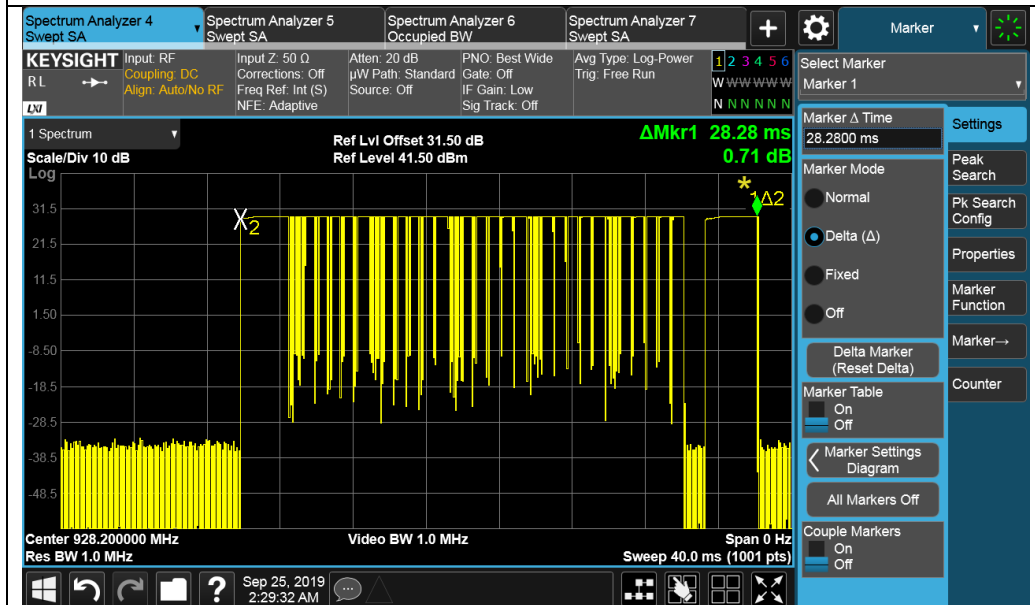 Spectrum Analyzer 4
Swept SA
Spectrum Analyzer 5
Swept SA
Spectrum Analyzer 6
Occupied BW
Spectrum Analyzer 7
Swept SA
+
Marker
KEYSIGHT
RL
LXI
Input: RF
Coupling: DC
Align: Auto/No RF
Input Z: 50 Ω
Corrections: Off
Freq Ref: Int (S)
NFE: Adaptive
Atten: 20 dB
µW Path: Standard
Source: Off
PNO: Best Wide
Gate: Off
IF Gain: Low
Sig Track: Off
Avg Type: Log-Power
Trig: Free Run
1 2 3 4 5 6
W W W W W W
N N N N N N
Select Marker
Marker 1
1 Spectrum
Scale/Div 10 dB
Log
Ref Lvl Offset 31.50 dB
Ref Level 41.50 dBm
ΔMkr1 28.28 ms
0.71 dB
31.5
21.5
11.5
1.50
-8.50
-18.5
-28.5
-38.5
-48.5
X2
*
1Δ2
Center 928.200000 MHz
Res BW 1.0 MHz
Video BW 1.0 MHz
Span 0 Hz
Sweep 40.0 ms (1001 pts)
Marker Δ Time
28.2800 ms
Marker Mode
Normal
Delta (Δ)
Fixed
Off
Delta Marker
(Reset Delta)
Marker Table
On
Off
Marker Settings
Diagram
All Markers Off
Couple Markers
On
Off
Settings
Peak
Search
Pk Search
Config
Properties
Marker
Function
Marker→
Counter
?
Sep 25, 2019
2:29:32 AM